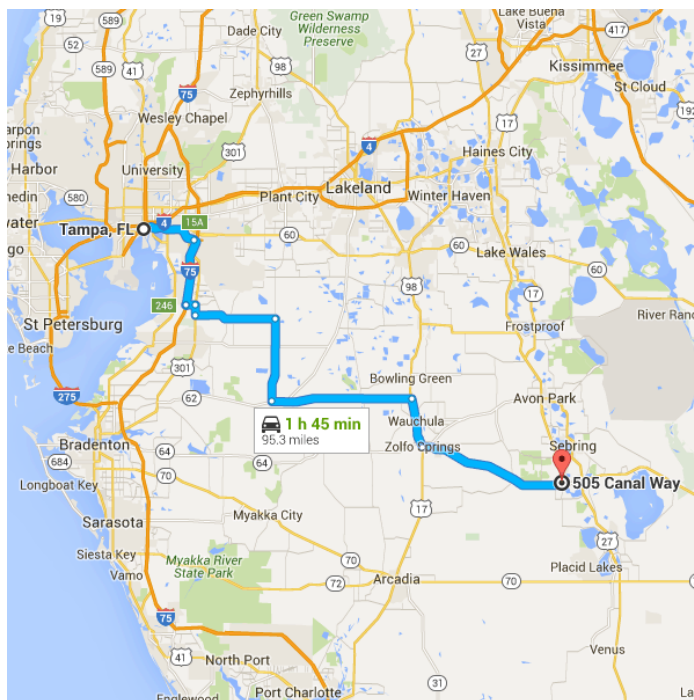 19
52
589
41
98
Dade City
Green Swamp
Wilderness
Preserve
27
Lake Buena
Vista
417
Kissimmee
St Cloud
192
589
75
Zephyrhills
Wesley Chapel
301
4
17
Springs
Harbor
University
Haines City
580
Plant City
Lakeland
Winter Haven
Tampa, FL
4
15A
60
60
Lake Wales
60
75
98
246
17
River Ran
St Petersburg
Frostproof
Beach
301
275
62
Bowling Green
Avon Park
1 h 45 min
95.3 miles
Wauchula
Zolfo Springs
Sebring
Bradenton
684
64
64
505 Canal Way
Longboat Key
70
Myakka City
17
Sarasota
27
Siesta Key
Myakka River
State Park
70
Placid Lakes
Vamo
72
Arcadia
70
75
41
North Port
Venus
31
Port Charlotte
Englewood